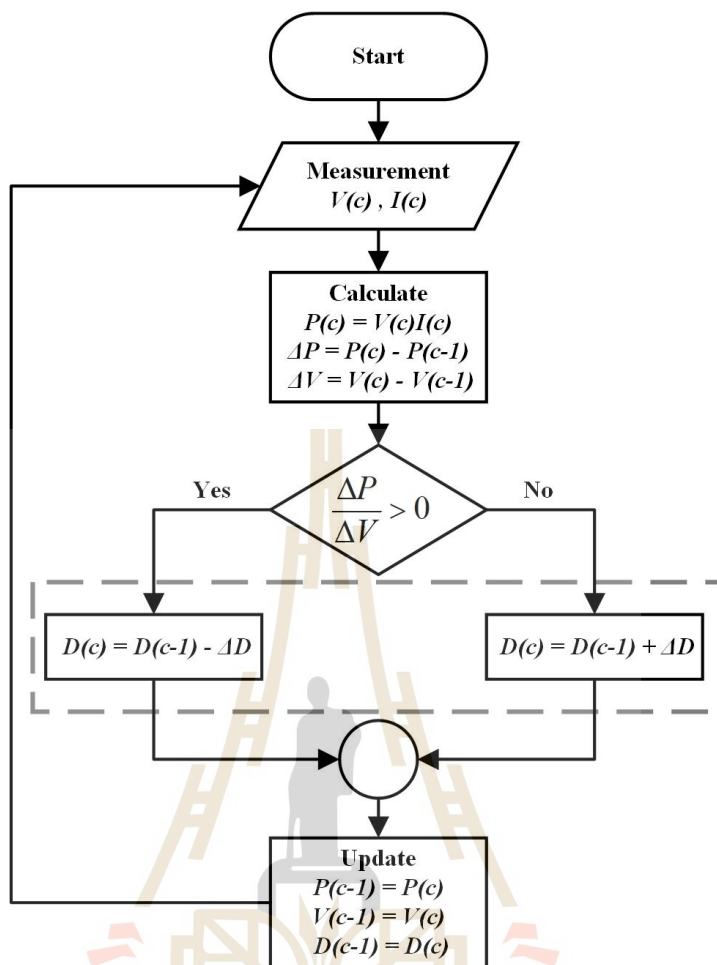 Start
Measurement
V(c) , I(c)
Calculate
P(c) = V(c)I(c)
ΔP = P(c) - P(c-1)
ΔV = V(c) - V(c-1)
Yes
ΔP
ΔV
> 0
No
D(c) = D(c-1) - ΔD
D(c) = D(c-1) + ΔD
Update
P(c-1) = P(c)
V(c-1) = V(c)
D(c-1) = D(c)